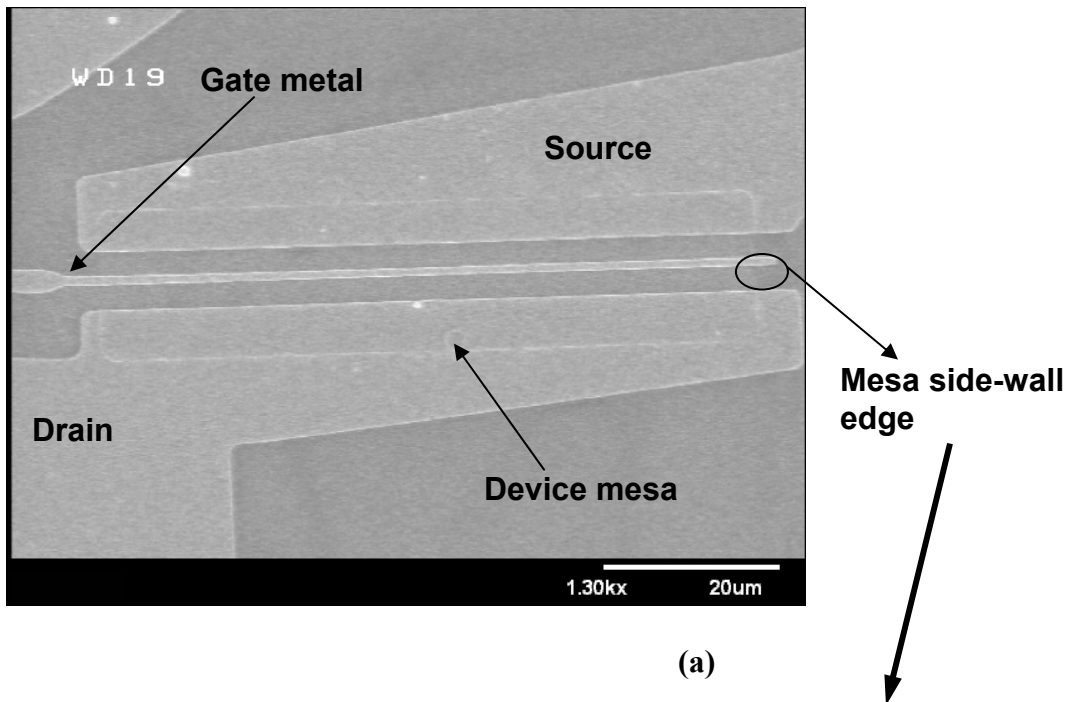 WD19
Gate metal
Source
Mesa side-wall
edge
Drain
Device mesa
1.30kx 20um
(a)